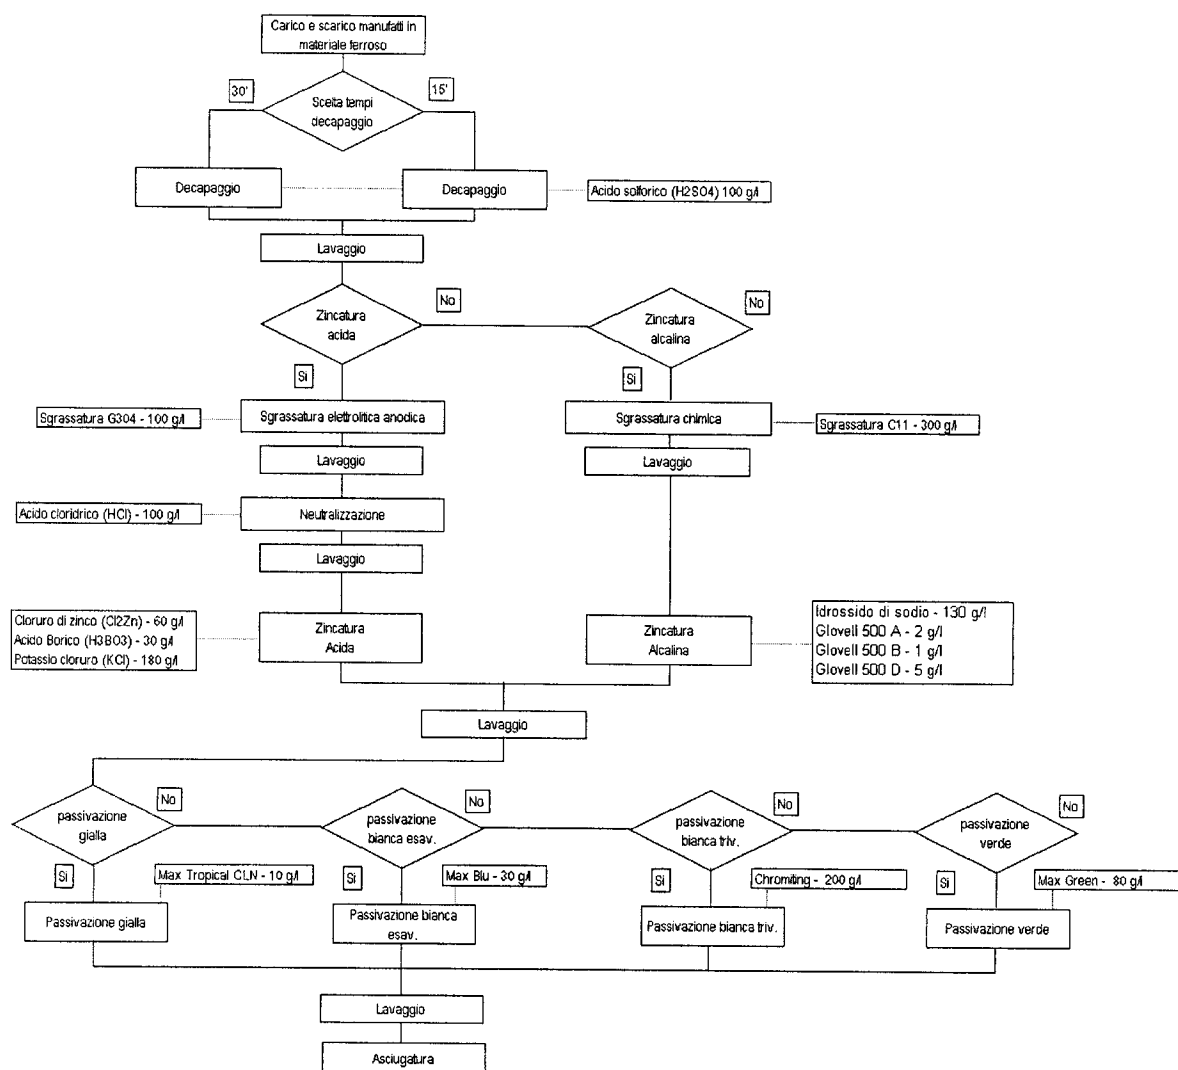 Carico e scarico manufatti in
materiale ferroso
30'
15'
Scelta tempi
decapaggio
Decapaggio
Decapaggio
Acido solforico (H2SO4) 100 g/l
Lavaggio
No
No
Zincatura
acida
Zincatura
alcalina
Si
Si
Sgrassatura G304 - 100 g/l
Sgrassatura elettrolitica anodica
Sgrassatura chimica
Sgrassatura C11 - 300 g/l
Lavaggio
Lavaggio
Acido cloridrico (HCl) - 100 g/l
Neutralizzazione
Lavaggio
Cloruro di zinco (Cl2Zn) - 60 g/l
Acido Borico (H3BO3) - 30 g/l
Potassio cloruro (KCl) - 180 g/l
Zincatura
Acida
Zincatura
Alcalina
Idrossido di sodio - 130 g/l
Glovell 500 A - 2 g/l
Glovell 500 B - 1 g/l
Glovell 500 D - 5 g/l
Lavaggio
No
No
No
No
passivazione
gialla
passivazione
bianca esav.
passivazione
bianca triv.
passivazione
verde
Si
Max Tropical CLN - 10 g/l
Si
Max Blu - 30 g/l
Si
Chromiting - 200 g/l
Si
Max Green - 80 g/l
Passivazione gialla
Passivazione bianca
esav.
Passivazione bianca triv.
Passivazione verde
Lavaggio
Asciugatura